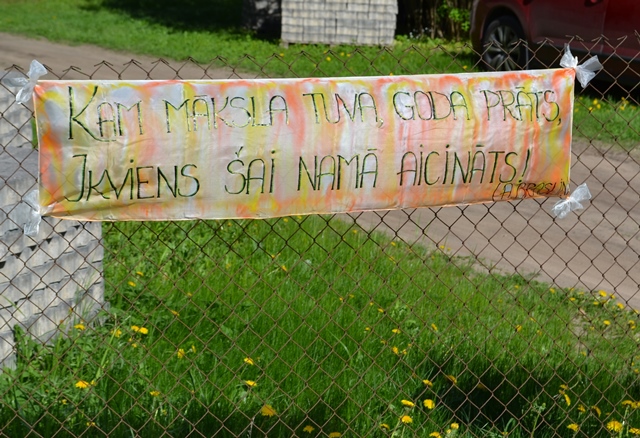 KAM MĀKSLA TUVA, GODA PRĀTS,
IKVIENS ŠAI NAMĀ AICINĀTS!